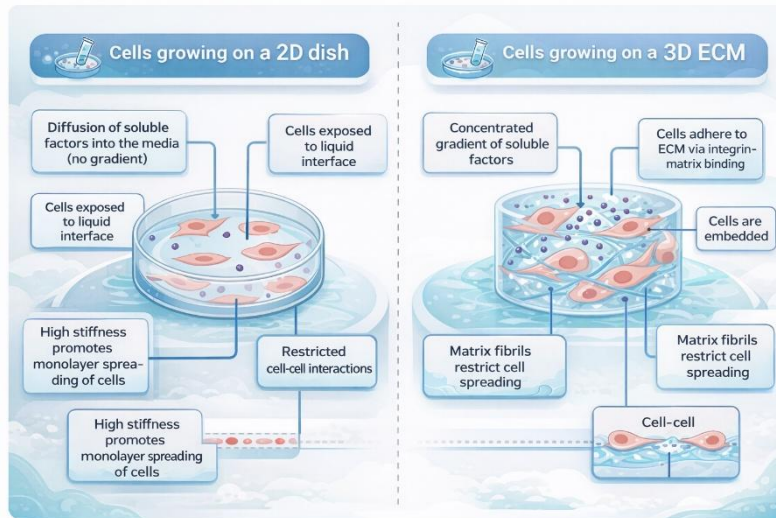 Cells growing on a 2D dish
Diffusion of soluble
factors into the media
(no gradient)
Cells exposed
to liquid
interface
Cells exposed
to liquid
interface
High stiffness
promotes
monolayer sprea-
ding of cells
Restricted
cell-cell interactions
High stiffness
promotes
monolayer spreading
of cells
Cells growing on a 3D ECM
Concentrated
gradient of soluble
factors
Cells adhere to
ECM via integrin-
matrix binding
Cells are
embedded
Matrix fibrils
restrict cell
spreading
Matrix fibrils
restrict cell
spreading
Cell-cell